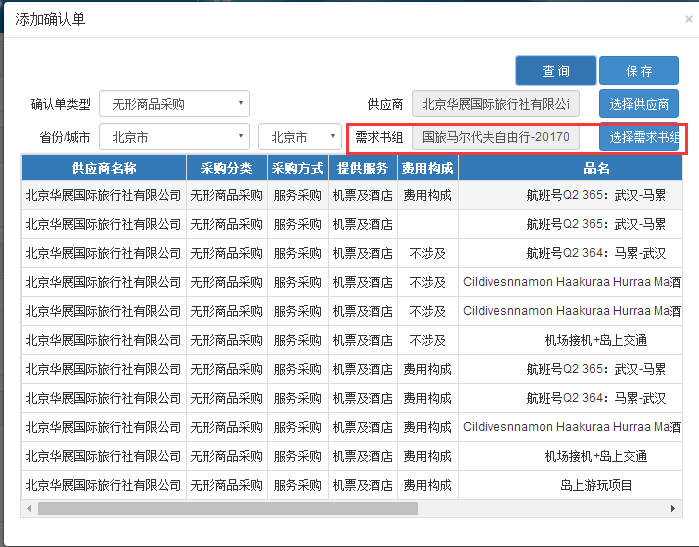 添加确认单 ×
查 询 保 存
确认单类型 无形商品采购 供应商 北京华展国际旅行社有限公i 选择供应商
省份/城市 北京市 北京市 需求书组 国旅马尔代夫自由行-20170 选择需求书组
供应商名称 采购分类 采购方式 提供服务 费用构成 品名
北京华展国际旅行社有限公司 无形商品采购 服务采购 机票及酒店 费用构成 航班号Q2 365：武汉-马累
北京华展国际旅行社有限公司 无形商品采购 服务采购 机票及酒店 航班号Q2 365：武汉-马累
北京华展国际旅行社有限公司 无形商品采购 服务采购 机票及酒店 不涉及 航班号Q2 364：马累-武汉
北京华展国际旅行社有限公司 无形商品采购 服务采购 机票及酒店 不涉及 Cildivesnnamon Haakuraa Hurraa Ma酒
北京华展国际旅行社有限公司 无形商品采购 服务采购 机票及酒店 不涉及 Cildivesnnamon Haakuraa Hurraa Ma酒
北京华展国际旅行社有限公司 无形商品采购 服务采购 机票及酒店 不涉及 机场接机+岛上交通
北京华展国际旅行社有限公司 无形商品采购 服务采购 机票及酒店 费用构成 航班号Q2 365：武汉-马累
北京华展国际旅行社有限公司 无形商品采购 服务采购 机票及酒店 费用构成 航班号Q2 364：马累-武汉
北京华展国际旅行社有限公司 无形商品采购 服务采购 机票及酒店 费用构成 Cildivesnnamon Haakuraa Hurraa Ma酒
北京华展国际旅行社有限公司 无形商品采购 服务采购 机票及酒店 费用构成 机场接机+岛上交通
北京华展国际旅行社有限公司 无形商品采购 服务采购 机票及酒店 费用构成 岛上游玩项目